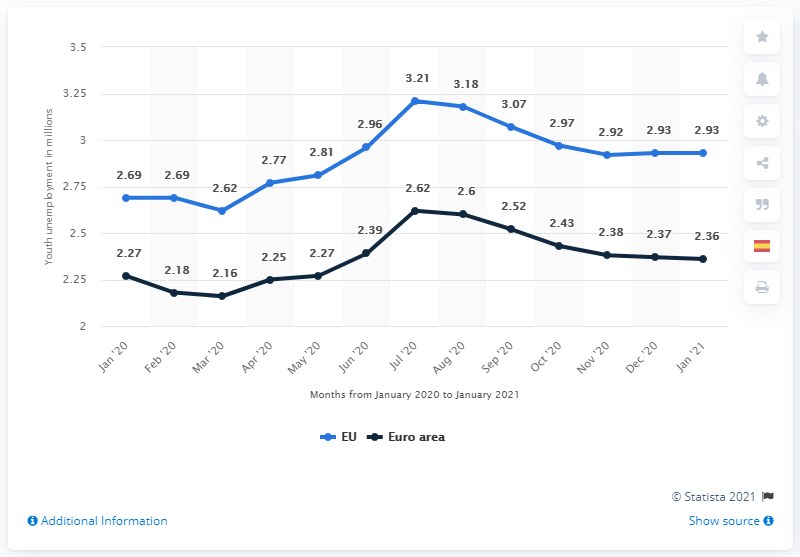 3.5
3.25
3
2.75
2.5
2.25
2
Youth unemployment in millions
2.69 2.69 2.62 2.77 2.81 2.96 3.21 3.18 3.07 2.97 2.92 2.93 2.93
2.27 2.18 2.16 2.25 2.27 2.39 2.62 2.6 2.52 2.43 2.38 2.37 2.36
Jan '20 Feb '20 Mar '20 Apr '20 May '20 Jun '20 Jul '20 Aug '20 Sep '20 Oct '20 Nov '20 Dec '20 Jan '21
Months from January 2020 to January 2021
EU Euro area
© Statista 2021
Additional Information Show source